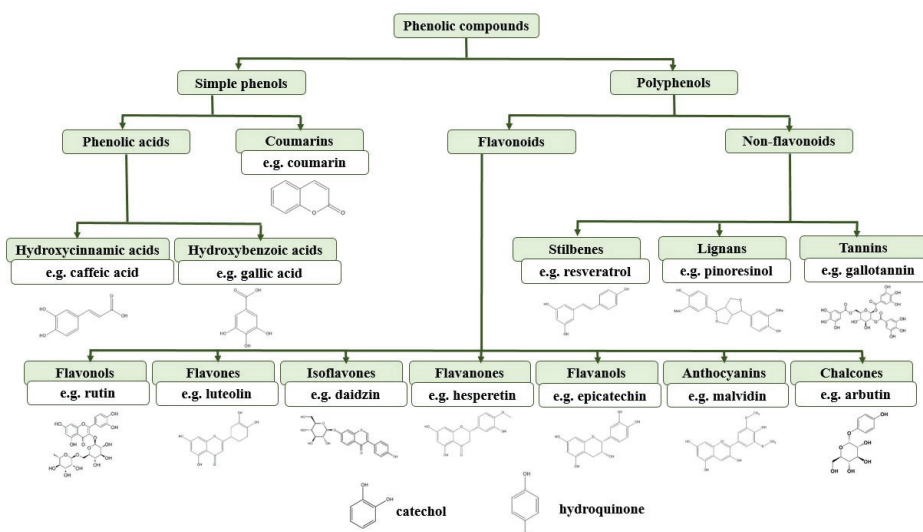 Phenolic compounds
Simple phenols
Polyphenols
Phenolic acids
Coumarins
e.g. coumarin
Flavonoids
Non-flavonoids
Hydroxycinnamic acids
e.g. caffeic acid
Hydroxybenzoic acids
e.g. gallic acid
Stilbenes
e.g. resveratrol
Lignans
e.g. pinoresinol
Tannins
e.g. gallotannin
Flavonols
e.g. rutin
Flavones
e.g. luteolin
Isoflavones
e.g. daidzin
Flavanones
e.g. hesperetin
Flavanols
e.g. epicatechin
Anthocyanins
e.g. malvidin
Chalcones
e.g. arbutin
catechol
hydroquinone